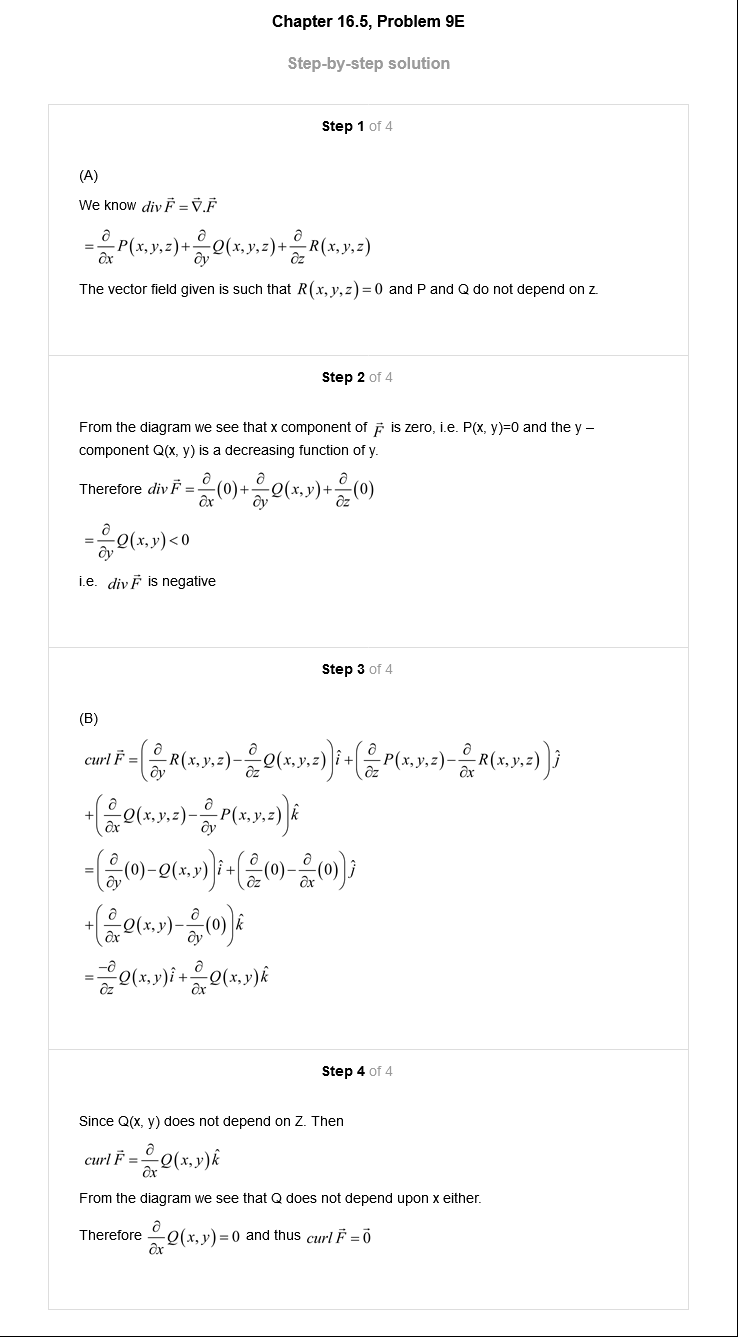 Chapter 16.5, Problem 9E
Step-by-step solution
Step 1 of 4
(A)
We know $div\,\vec{F} = \vec{\nabla}.\vec{F}$
$= \frac{\partial}{\partial x}P(x,y,z)+\frac{\partial}{\partial y}Q(x,y,z)+\frac{\partial}{\partial z}R(x,y,z)$
The vector field given is such that $R(x,y,z)=0$ and P and Q do not depend on z.
Step 2 of 4
From the diagram we see that x component of $\vec{F}$ is zero, i.e. P(x, y)=0 and the y –
component Q(x, y) is a decreasing function of y.
Therefore $div\,\vec{F} = \frac{\partial}{\partial x}(0)+\frac{\partial}{\partial y}Q(x,y)+\frac{\partial}{\partial z}(0)$
$= \frac{\partial}{\partial y}Q(x,y)<0$
i.e. $div\,\vec{F}$ is negative
Step 3 of 4
(B)
$curl\,\vec{F} = \left(\frac{\partial}{\partial y}R(x,y,z)-\frac{\partial}{\partial z}Q(x,y,z)\right)\hat{i}+\left(\frac{\partial}{\partial z}P(x,y,z)-\frac{\partial}{\partial x}R(x,y,z)\right)\hat{j}$
$+\left(\frac{\partial}{\partial x}Q(x,y,z)-\frac{\partial}{\partial y}P(x,y,z)\right)\hat{k}$
$=\left(\frac{\partial}{\partial y}(0)-Q(x,y)\right)\hat{i}+\left(\frac{\partial}{\partial z}(0)-\frac{\partial}{\partial x}(0)\right)\hat{j}$
$+\left(\frac{\partial}{\partial x}Q(x,y)-\frac{\partial}{\partial y}(0)\right)\hat{k}$
$=\frac{-\partial}{\partial z}Q(x,y)\hat{i}+\frac{\partial}{\partial x}Q(x,y)\hat{k}$
Step 4 of 4
Since Q(x, y) does not depend on Z. Then
$curl\,\vec{F} = \frac{\partial}{\partial x}Q(x,y)\hat{k}$
From the diagram we see that Q does not depend upon x either.
Therefore $\frac{\partial}{\partial x}Q(x,y)=0$ and thus $curl\,\vec{F}=\vec{0}$